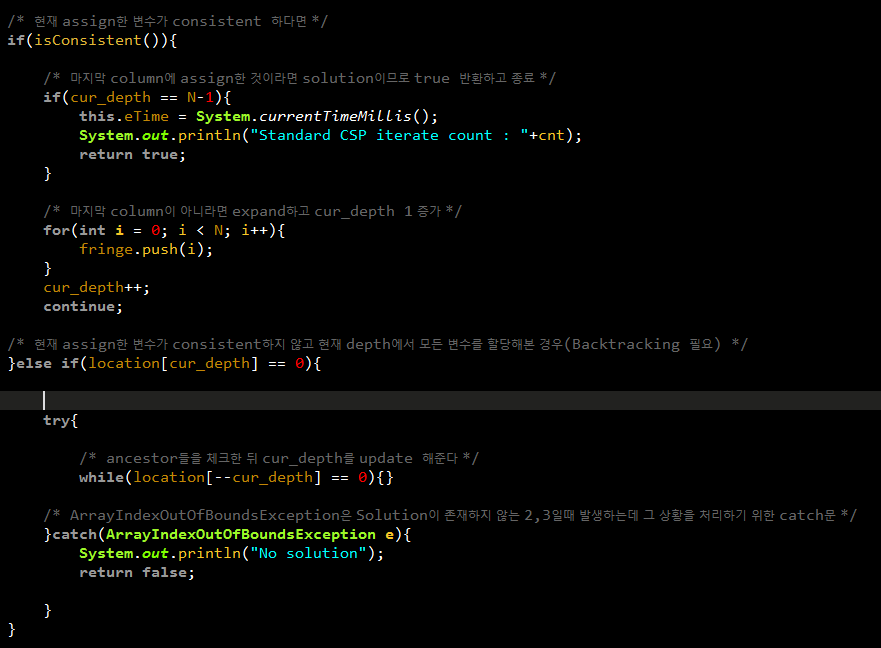 /* 현재 assign한 변수가 consistent 하다면 */
if(isConsistent()){
/* 마지막 column에 assign한 것이라면 solution이므로 true 반환하고 종료 */
if(cur_depth == N-1){
this.eTime = System.currentTimeMillis();
System.out.println("Standard CSP iterate count : "+cnt);
return true;
}
/* 마지막 column이 아니라면 expand하고 cur_depth 1 증가 */
for(int i = 0; i < N; i++){
fringe.push(i);
}
cur_depth++;
continue;
/* 현재 assign한 변수가 consistent하지 않고 현재 depth에서 모든 변수를 할당해본 경우(Backtracking 필요) */
}else if(location[cur_depth] == 0){
try{
/* ancestor들을 체크한 뒤 cur_depth를 update 해준다 */
while(location[--cur_depth] == 0){}
/* ArrayIndexOutOfBoundsException은 Solution이 존재하지 않는 2,3일때 발생하는데 그 상황을 처리하기 위한 catch문 */
}catch(ArrayIndexOutOfBoundsException e){
System.out.println("No solution");
return false;
}
}